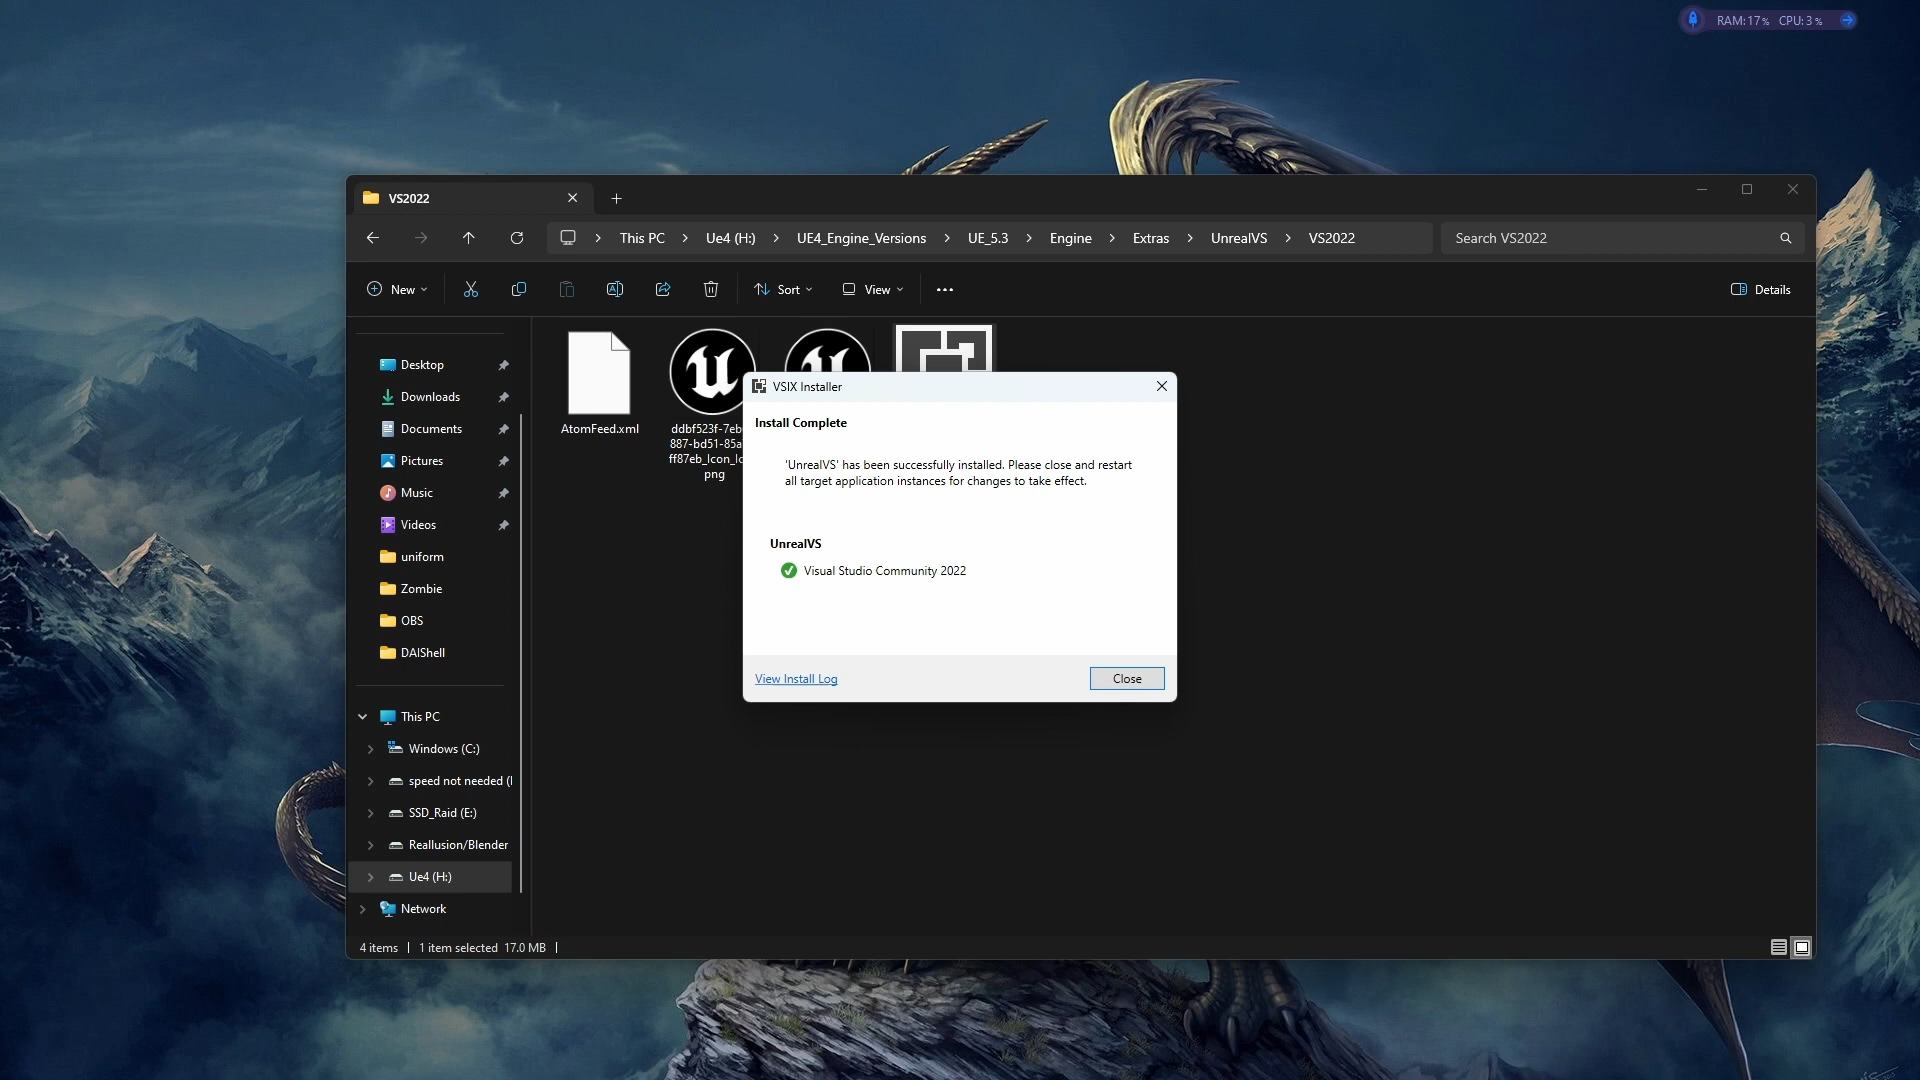 RAM:17% CPU:3%
VS2022
This PC
Ue4 (H:)
UE4_Engine_Versions
UE_5.3
Engine
Extras
UnrealVS
VS2022
Search VS2022
New
Sort
View
Details
Desktop
Downloads
Documents
Pictures
Music
Videos
uniform
Zombie
OBS
DAIShell
This PC
Windows (C:)
speed not needed (
SSD_Raid (E:)
Reallusion/Blender
Ue4 (H:)
Network
AtomFeed.xml
ddbf523f-7eb
887-bd51-85a
ff87eb_Icon_
png
VSIX Installer
Install Complete
'UnrealVS' has been successfully installed. Please close and restart
all target application instances for changes to take effect.
UnrealVS
Visual Studio Community 2022
View Install Log
Close
4 items
1 item selected 17.0 MB